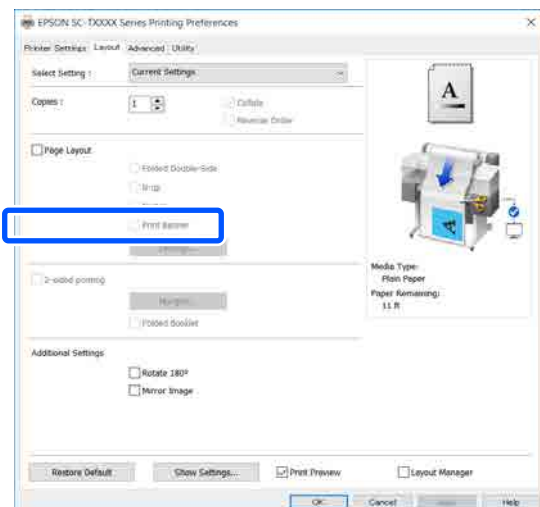 EPSON SC-TXXXX Series Printing Preferences
Printer Settings Layout Advanced Utility
Select Setting : Current Settings
Copies : 1 Collate
Reverse Order
Page Layout
Folded Double-Side
N-up
Print Banner
Settings...
2-sided printing
Folded Booklet
A
Media Type:
Plain Paper
Paper Remaining:
11 ft
Additional Settings
Rotate 180°
Mirror Image
Restore Default Show Settings... Print Preview Layout Manager
OK Cancel Help